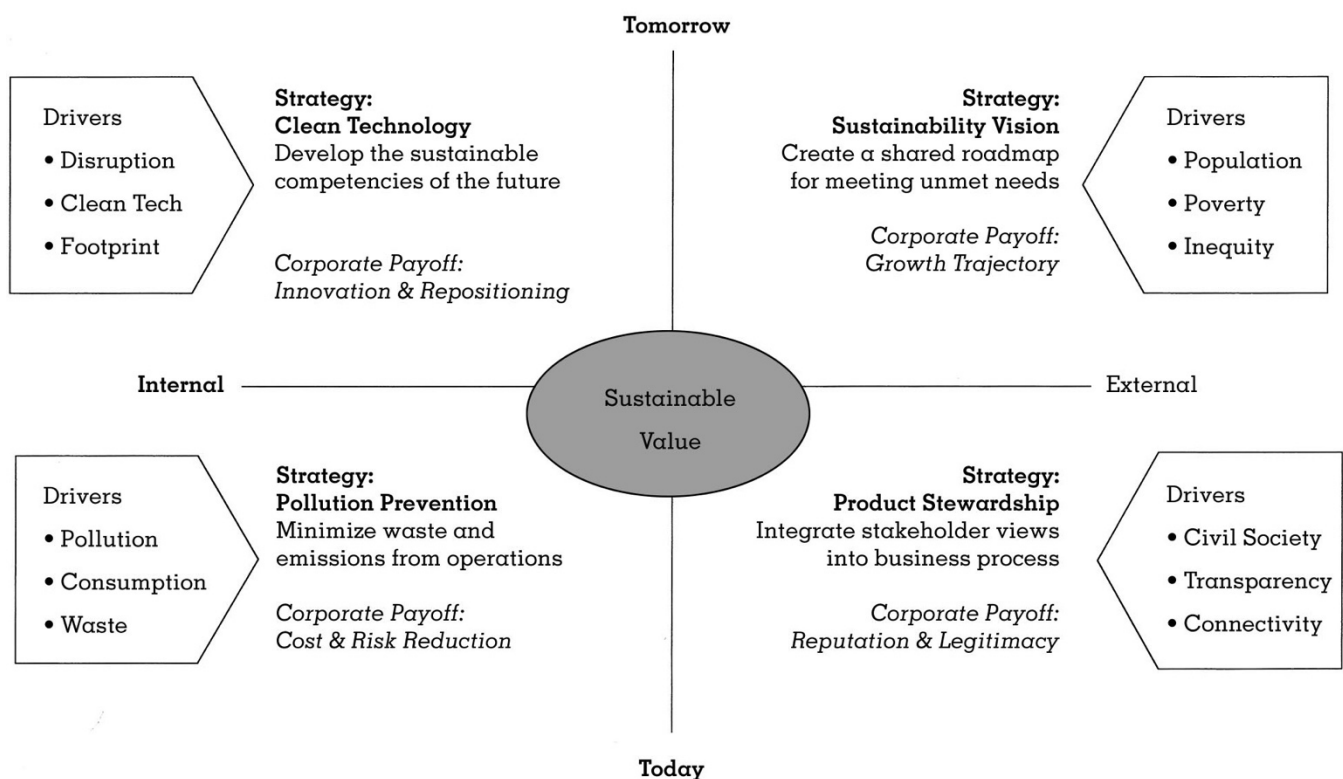 Tomorrow
Drivers
• Disruption
• Clean Tech
• Footprint
Strategy:
Clean Technology
Develop the sustainable
competencies of the future
Corporate Payoff:
Innovation & Repositioning
Strategy:
Sustainability Vision
Create a shared roadmap
for meeting unmet needs
Corporate Payoff:
Growth Trajectory
Drivers
• Population
• Poverty
• Inequity
Internal
Sustainable
Value
External
Drivers
• Pollution
• Consumption
• Waste
Strategy:
Pollution Prevention
Minimize waste and
emissions from operations
Corporate Payoff:
Cost & Risk Reduction
Strategy:
Product Stewardship
Integrate stakeholder views
into business process
Corporate Payoff:
Reputation & Legitimacy
Drivers
• Civil Society
• Transparency
• Connectivity
Today